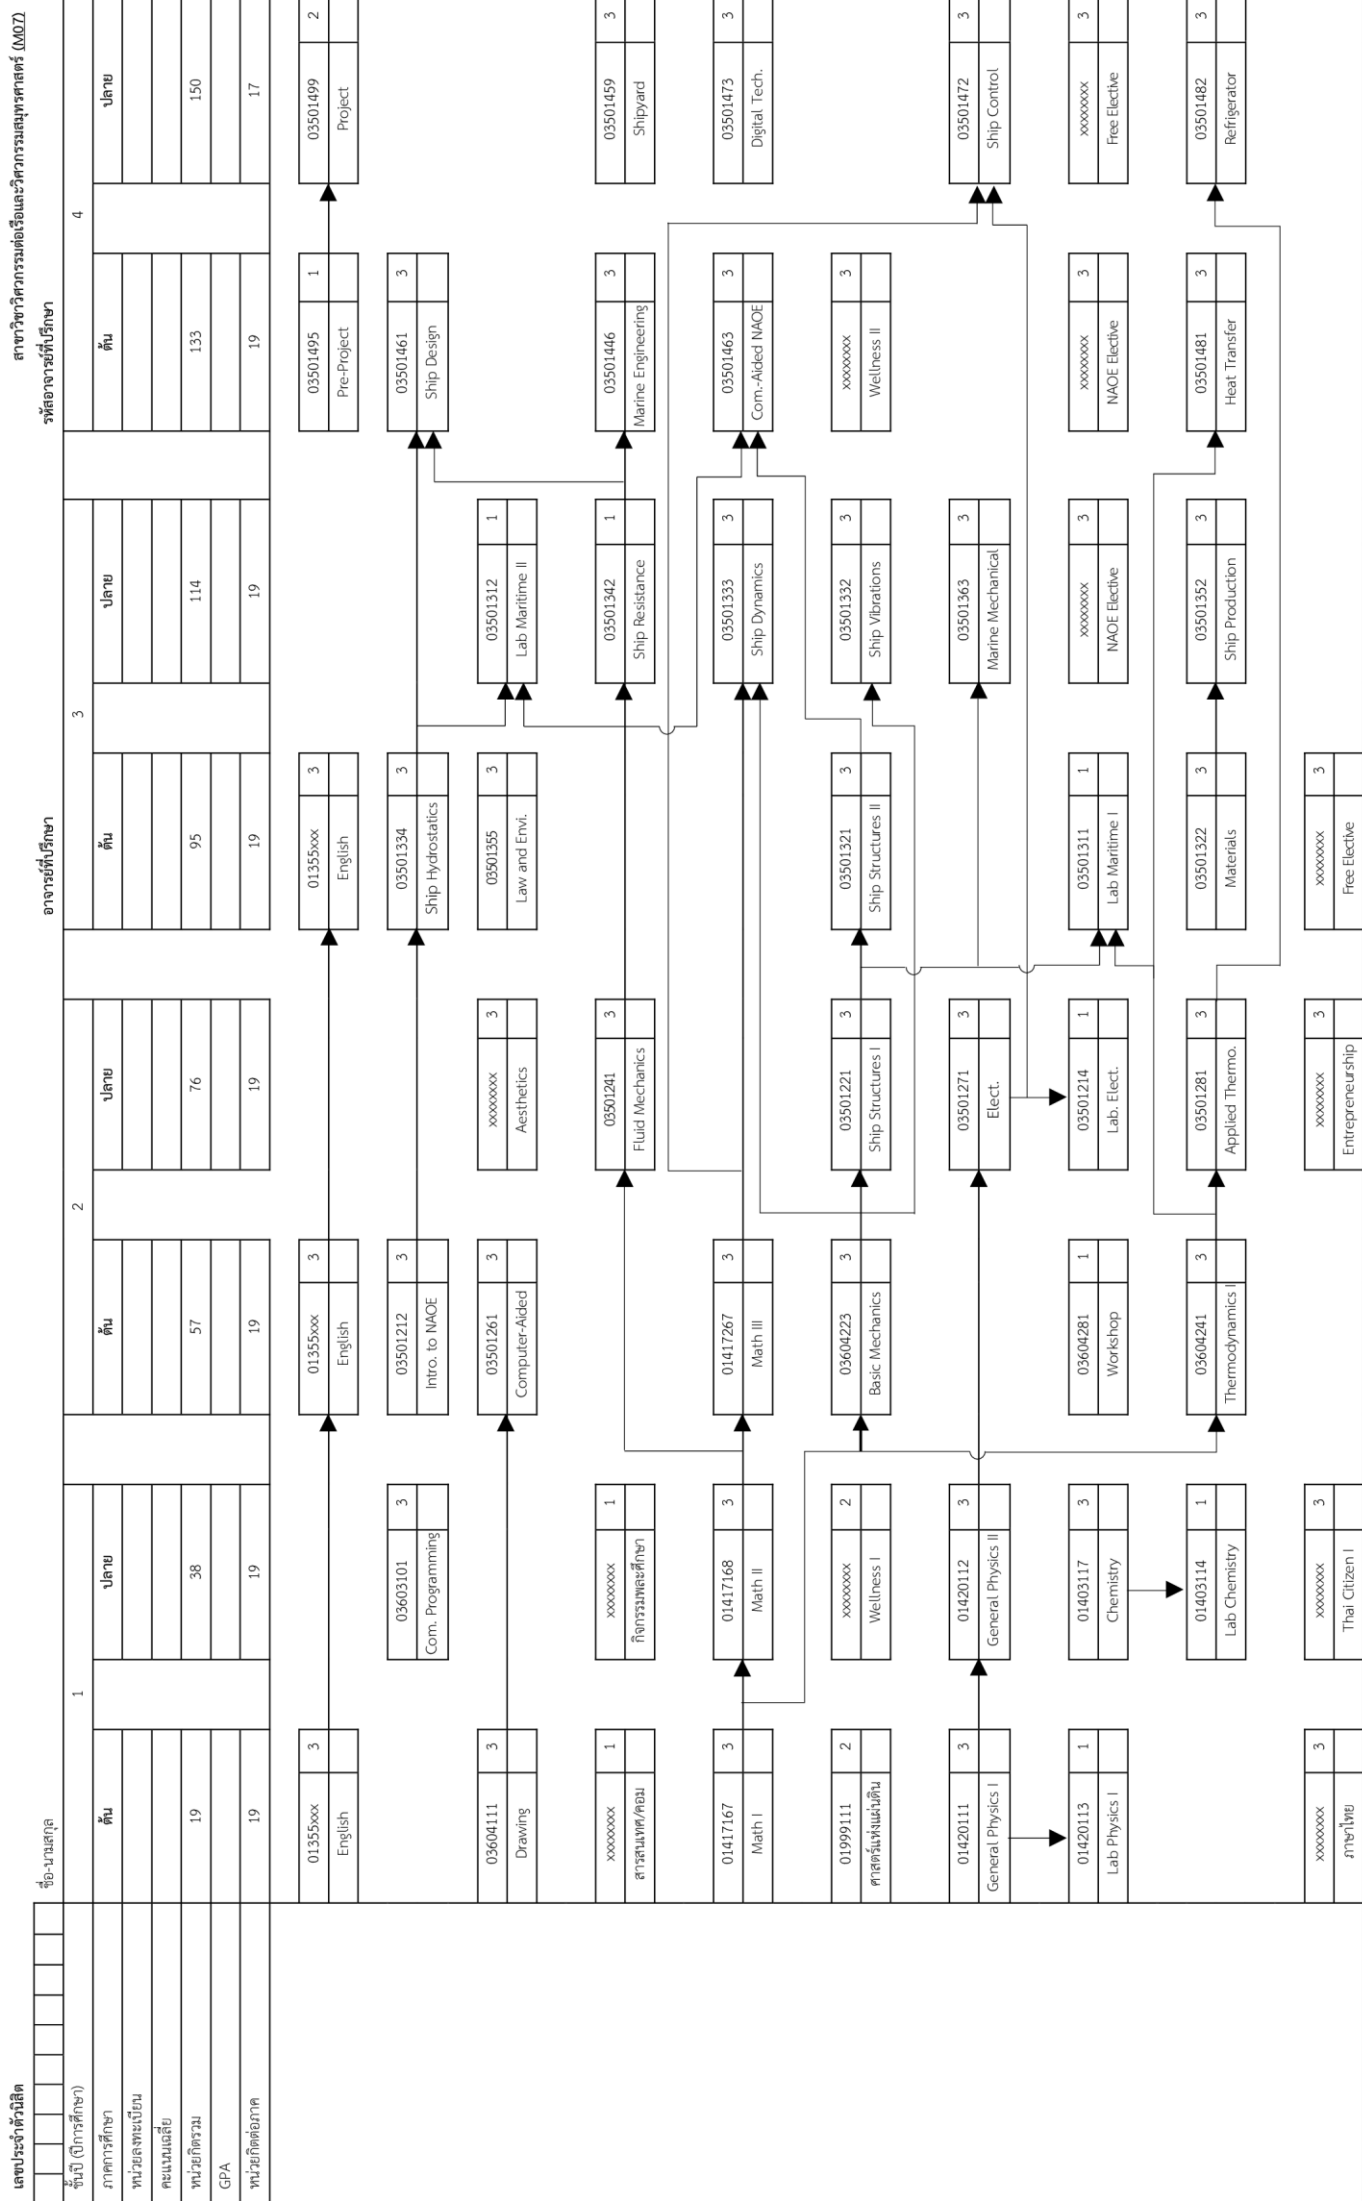 สาขาวิชาวิศวกรรมต่อเรือและวิศวกรรมสมุทรศาสตร์ (M07)
เลขประจำตัวนิสิต
ชื่อ-นามสกุล
อาจารย์ที่ปรึกษา
รหัสอาจารย์ที่ปรึกษา
ชั้นปี (ปีการศึกษา) 1 2 3 4
ภาคการศึกษา ต้น ปลาย ต้น ปลาย ต้น ปลาย ต้น ปลาย
หน่วยลงทะเบียน
คะแนนเฉลี่ย
หน่วยกิตรวม 19 38 57 76 95 114 133 150
GPA
หน่วยกิตต่อภาค 19 19 19 19 19 19 19 17
01355xxx 3
English
01355xxx 3
English
01355xxx 3
English
03501495 1
Pre-Project
03501499 2
Project
03603101 3
Com. Programming
03501212 3
Intro. to NAOE
03501334 3
Ship Hydrostatics
03501461 3
Ship Design
03604111 3
Drawing
03501261 3
Computer-Aided
xxxxxxxx 3
Aesthetics
03501355 3
Law and Envi.
03501312 1
Lab Maritime II
xxxxxxxx 1
สารสนเทศ/คอม
xxxxxxxx 1
กิจกรรมพละศึกษา
03501241 3
Fluid Mechanics
03501342 1
Ship Resistance
03501446 3
Marine Engineering
03501459 3
Shipyard
01417167 3
Math I
01417168 3
Math II
01417267 3
Math III
03501333 3
Ship Dynamics
03501463 3
Com.-Aided NAOE
03501473 3
Digital Tech.
01999111 2
ศาสตร์แห่งแผ่นดิน
xxxxxxxx 2
Wellness I
03604223 3
Basic Mechanics
03501221 3
Ship Structures I
03501321 3
Ship Structures II
03501332 3
Ship Vibrations
xxxxxxxx 3
Wellness II
01420111 3
General Physics I
01420112 3
General Physics II
03501271 3
Elect.
03501363 3
Marine Mechanical
03501472 3
Ship Control
01420113 1
Lab Physics I
01403117 3
Chemistry
03604281 1
Workshop
03501214 1
Lab. Elect.
03501311 1
Lab Maritime I
xxxxxxxx 3
NAOE Elective
xxxxxxxx 3
NAOE Elective
xxxxxxxx 3
Free Elective
01403114 1
Lab Chemistry
03604241 3
Thermodynamics I
03501281 3
Applied Thermo.
03501322 3
Materials
03501352 3
Ship Production
03501481 3
Heat Transfer
03501482 3
Refrigerator
xxxxxxxx 3
ภาษาไทย
xxxxxxxx 3
Thai Citizen I
xxxxxxxx 3
Entrepreneurship
xxxxxxxx 3
Free Elective